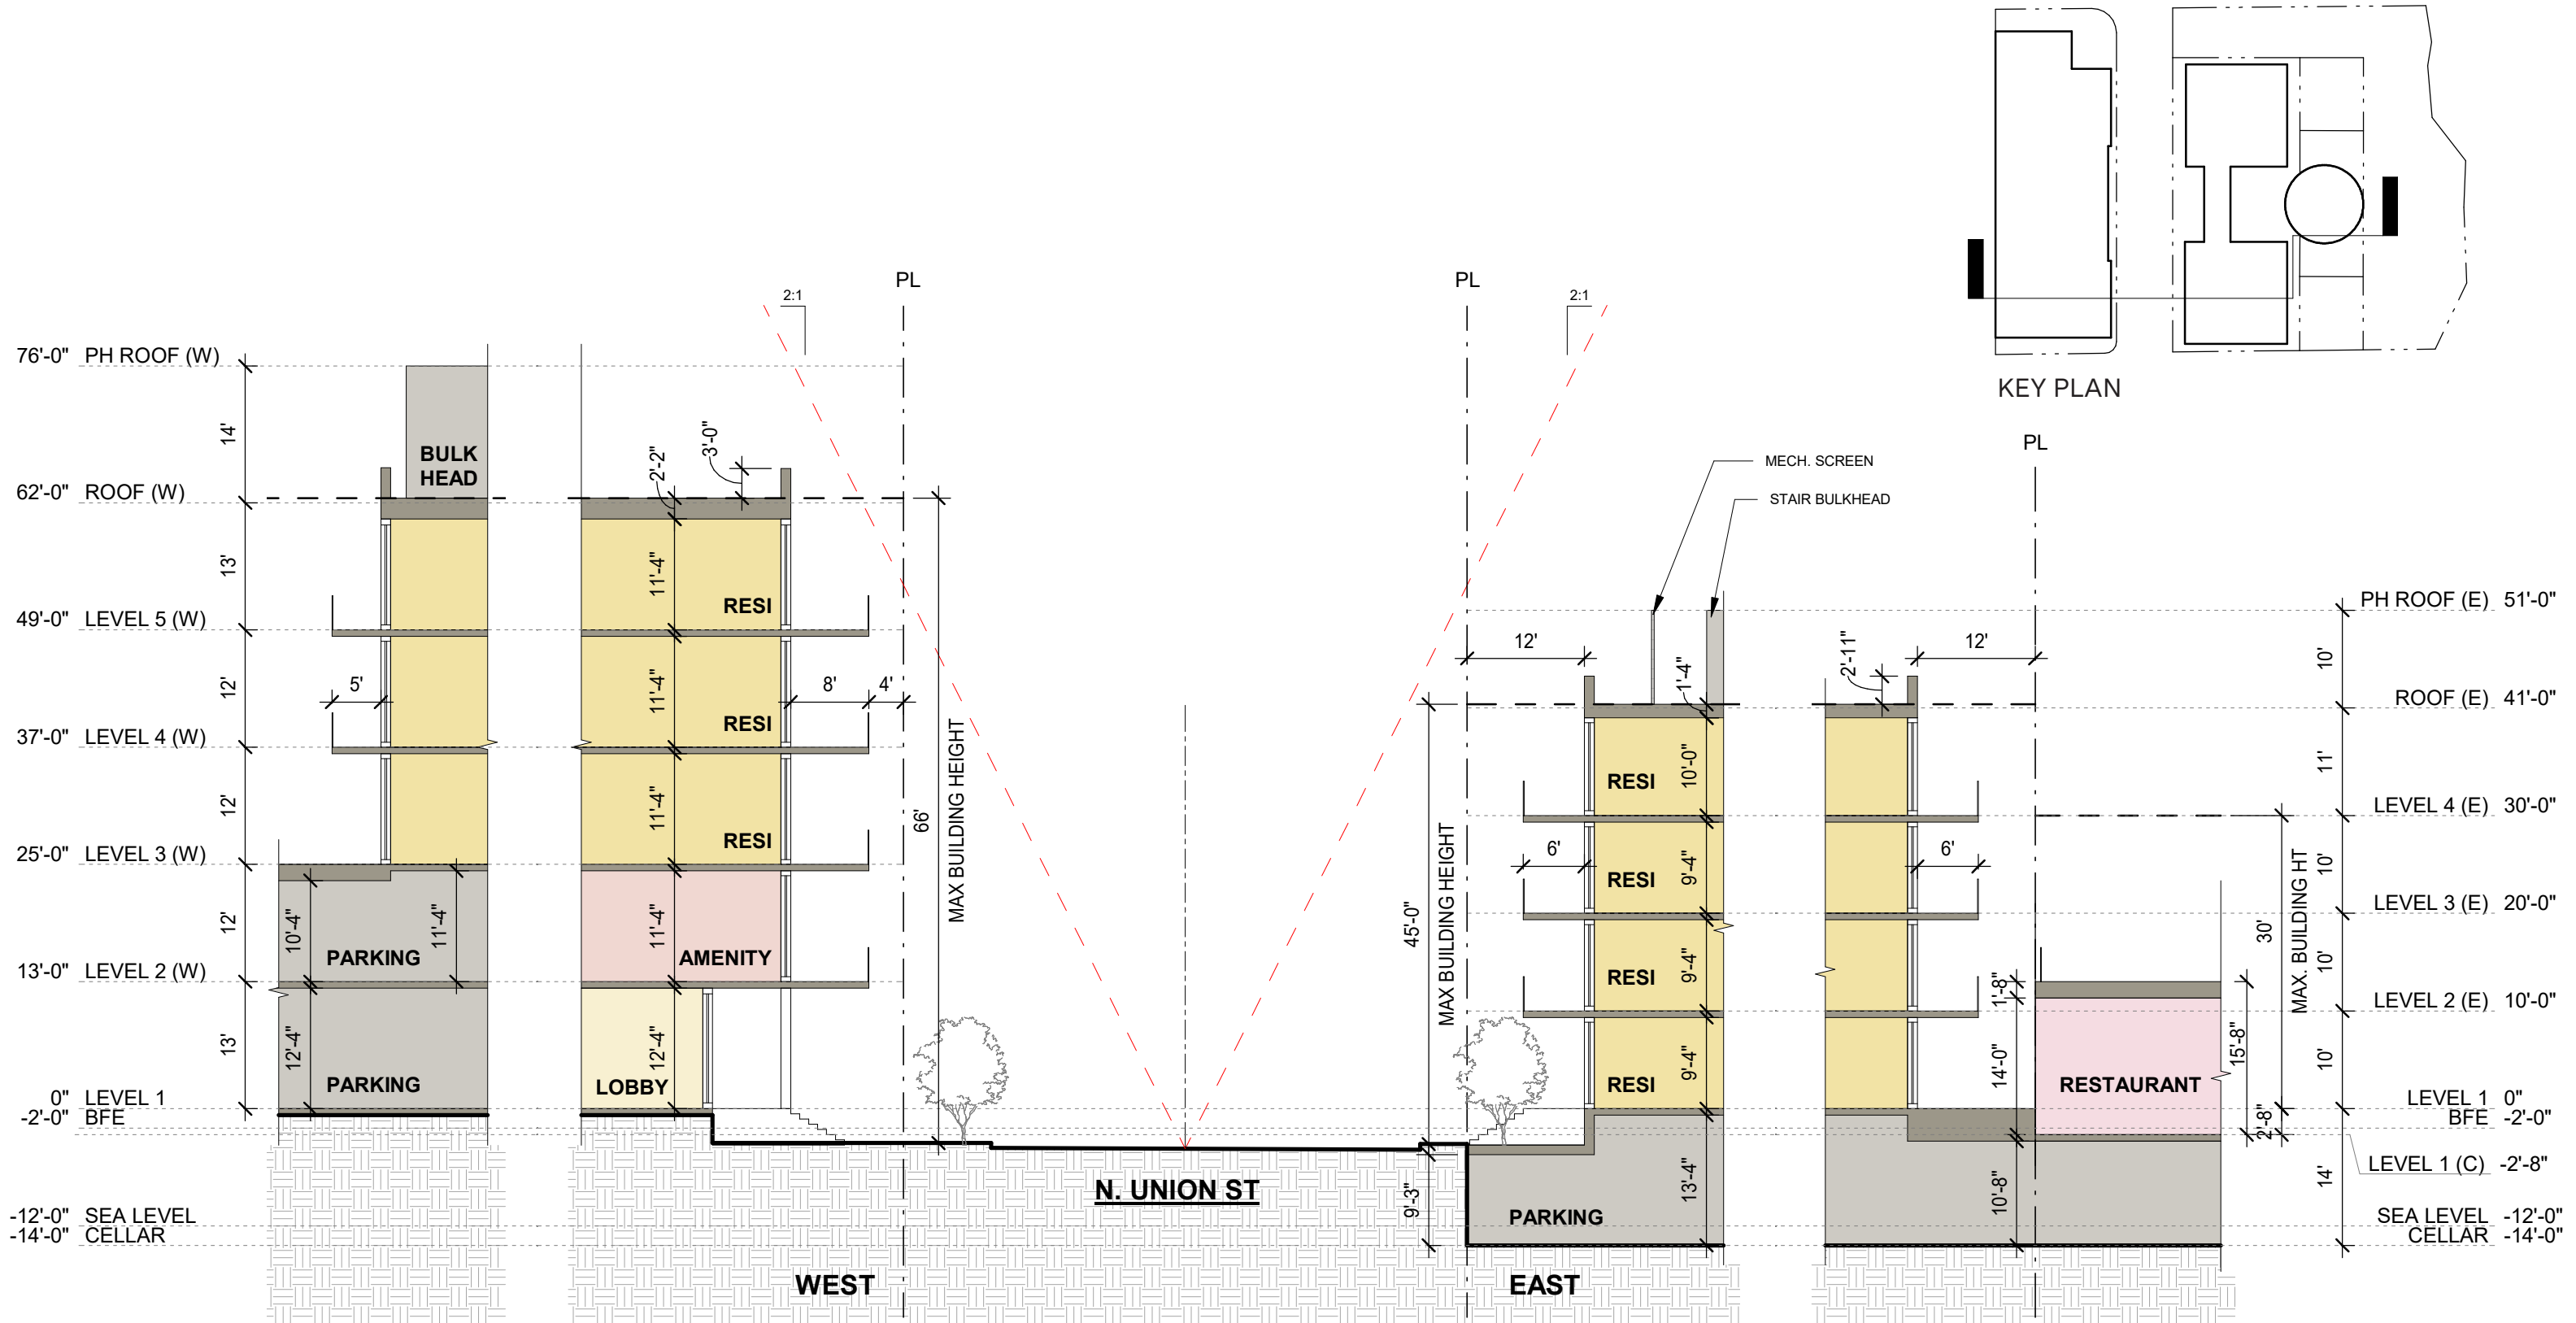 KEY PLAN
PL
PL
PL
2:1
2:1
76'-0" PH ROOF (W)
62'-0" ROOF (W)
49'-0" LEVEL 5 (W)
37'-0" LEVEL 4 (W)
25'-0" LEVEL 3 (W)
13'-0" LEVEL 2 (W)
0" LEVEL 1
-2'-0" BFE
-12'-0" SEA LEVEL
-14'-0" CELLAR
14'
13'
12'
12'
12'
13'
BULK
HEAD
5'
10'-4"
11'-4"
PARKING
12'-4"
PARKING
2'-2"
3'-0"
11'-4"
RESI
11'-4"
RESI
11'-4"
RESI
11'-4"
AMENITY
12'-4"
LOBBY
8'
4'
66'
MAX BUILDING HEIGHT
N. UNION ST
WEST
EAST
MECH. SCREEN
STAIR BULKHEAD
12'
12'
1'-4"
2'-11"
45'-0"
MAX BUILDING HEIGHT
9'-3"
RESI
10'-0"
6'
6'
RESI
9'-4"
RESI
9'-4"
RESI
9'-4"
PARKING
13'-4"
1'-8"
14'-0"
10'-8"
RESTAURANT
15'-8"
2'-8"
30'
MAX. BUILDING HT
10'
11'
10'
10'
10'
14'
PH ROOF (E) 51'-0"
ROOF (E) 41'-0"
LEVEL 4 (E) 30'-0"
LEVEL 3 (E) 20'-0"
LEVEL 2 (E) 10'-0"
LEVEL 1 0"
BFE -2'-0"
LEVEL 1 (C) -2'-8"
SEA LEVEL -12'-0"
CELLAR -14'-0"